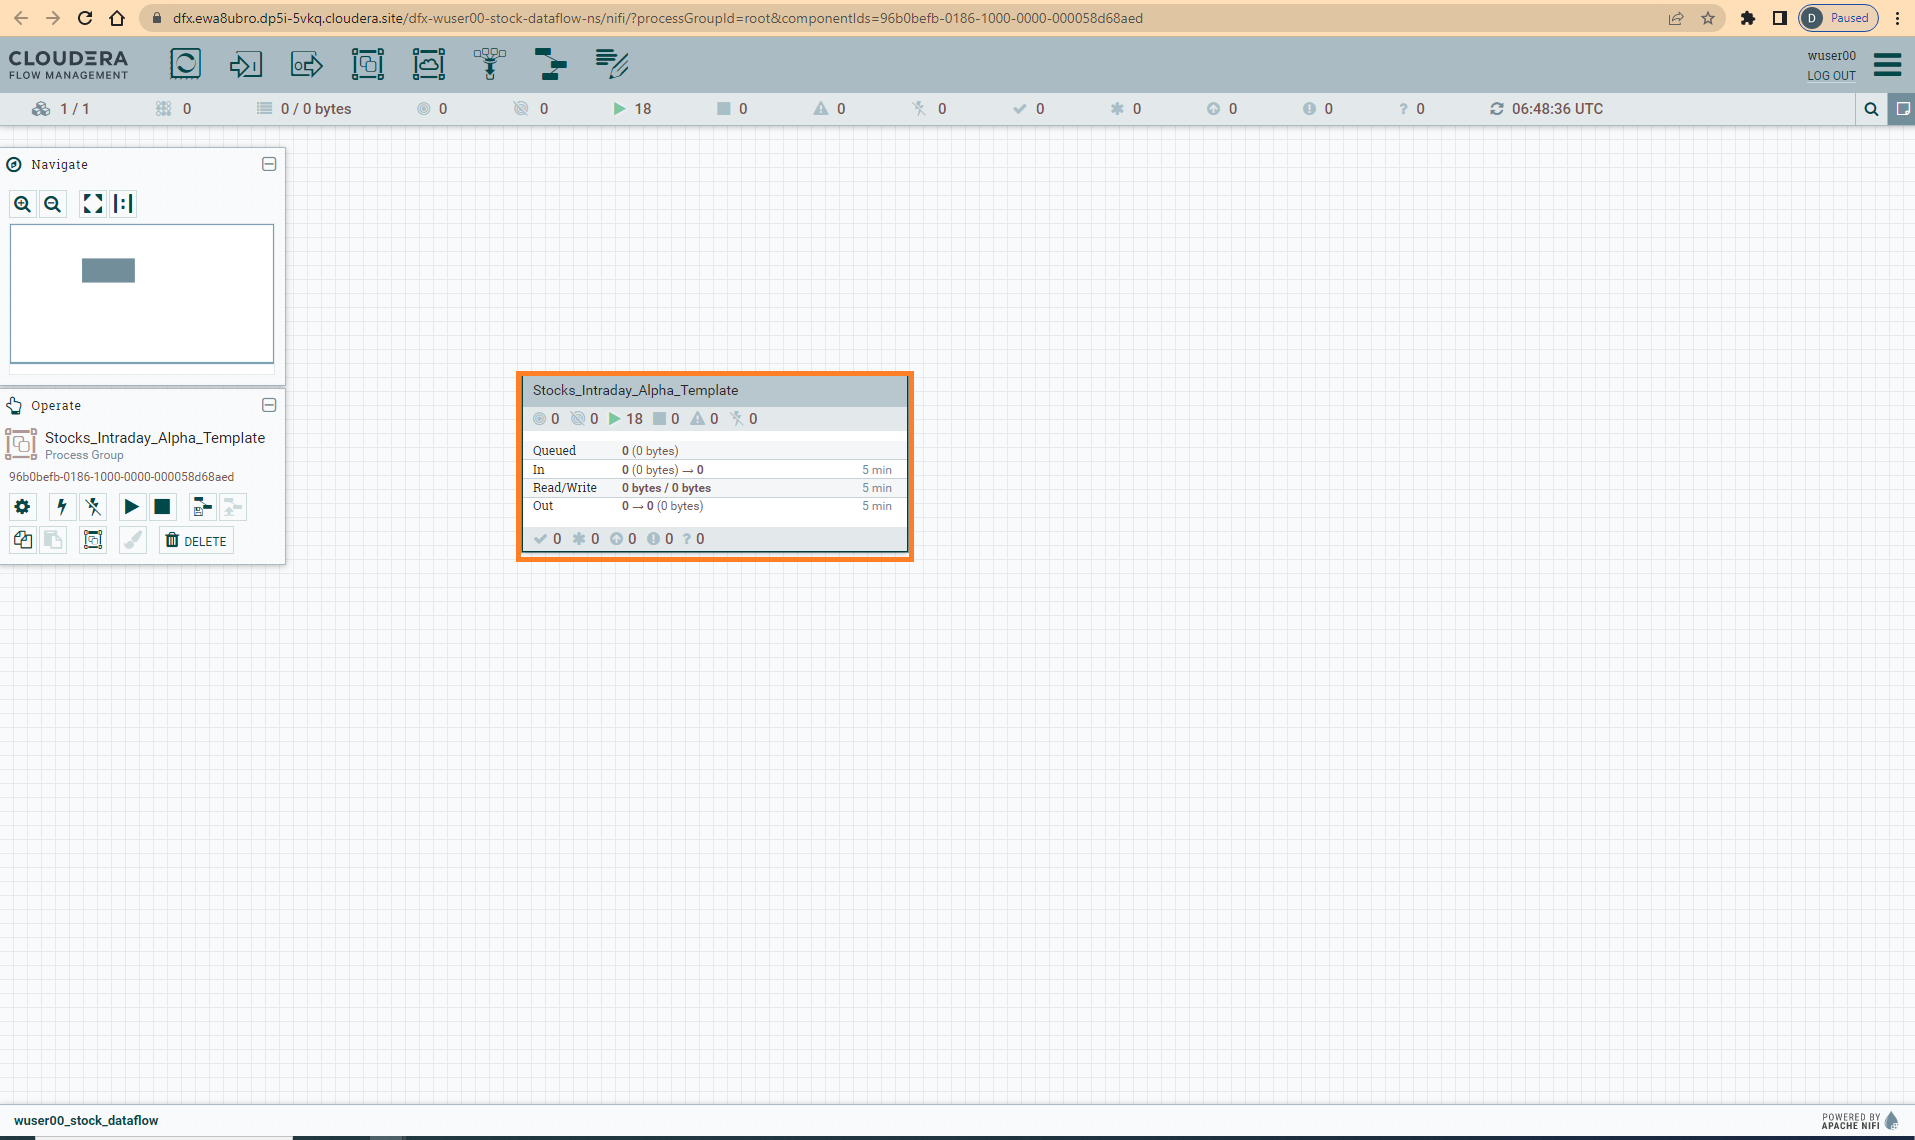 dfx.ewa8ubro.dp5i-5vkq.cloudera.site/dfx-wuser00-stock-dataflow-ns/nifi/?processGroupId=root&componentIds=96b0befb-0186-1000-0000-000058d68aed
D Paused
CLOUDERA
FLOW MANAGEMENT
wuser00
LOG OUT
1 / 1 0 0 / 0 bytes 0 0 18 0 0 0 0 0 0 0 ? 0 06:48:36 UTC
Navigate
Operate
Stocks_Intraday_Alpha_Template
Process Group
96b0befb-0186-1000-0000-000058d68aed
DELETE
Stocks_Intraday_Alpha_Template
0 0 18 0 0 0
Queued 0 (0 bytes)
In 0 (0 bytes) → 0 5 min
Read/Write 0 bytes / 0 bytes 5 min
Out 0 → 0 (0 bytes) 5 min
0 0 0 0 ? 0
wuser00_stock_dataflow
POWERED BY
APACHE NIFI